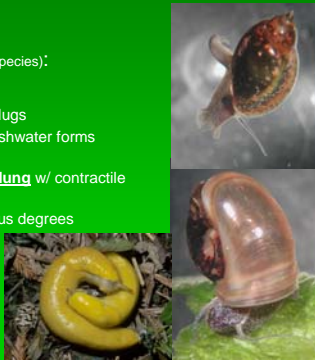 pecies):
lugs
shwater forms
lung w/ contractile
us degrees